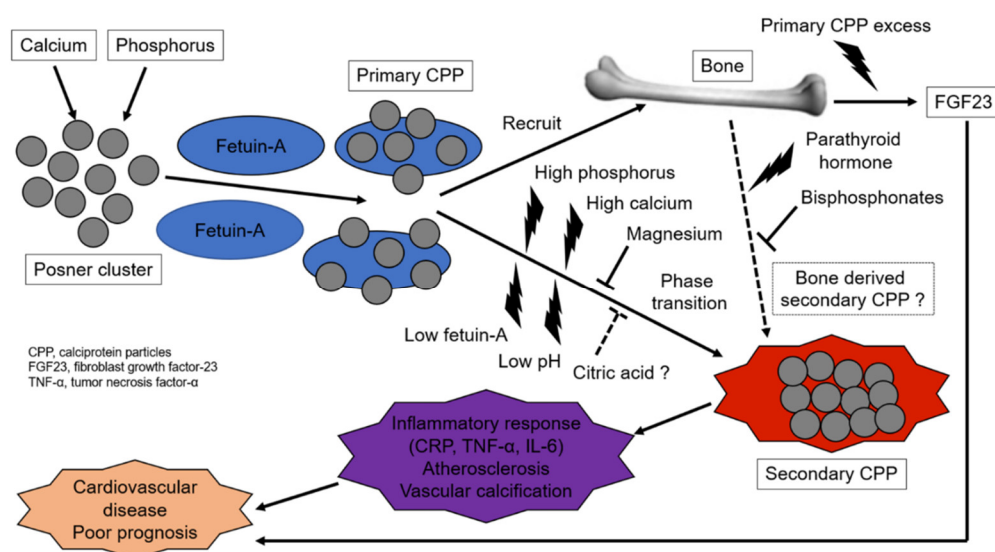 Calcium
Phosphorus
Posner cluster
Fetuin-A
Fetuin-A
Primary CPP
Recruit
Bone
Primary CPP excess
FGF23
Parathyroid
hormone
Bisphosphonates
Bone derived
secondary CPP ?
High phosphorus
High calcium
Magnesium
Phase
transition
Low fetuin-A
Low pH
Citric acid ?
CPP, calciprotein particles
FGF23, fibroblast growth factor-23
TNF-α, tumor necrosis factor-α
Secondary CPP
Inflammatory response
(CRP, TNF-α, IL-6)
Atherosclerosis
Vascular calcification
Cardiovascular
disease
Poor prognosis